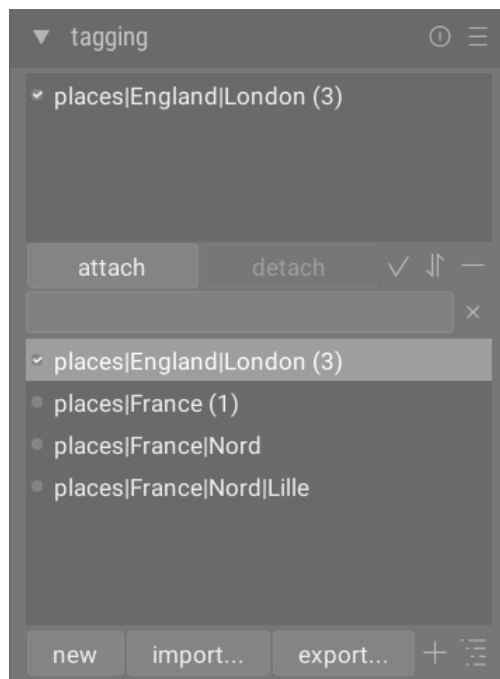 tagging
places|England|London (3)
attach detach
places|England|London (3)
places|France (1)
places|France|Nord
places|France|Nord|Lille
new import... export...